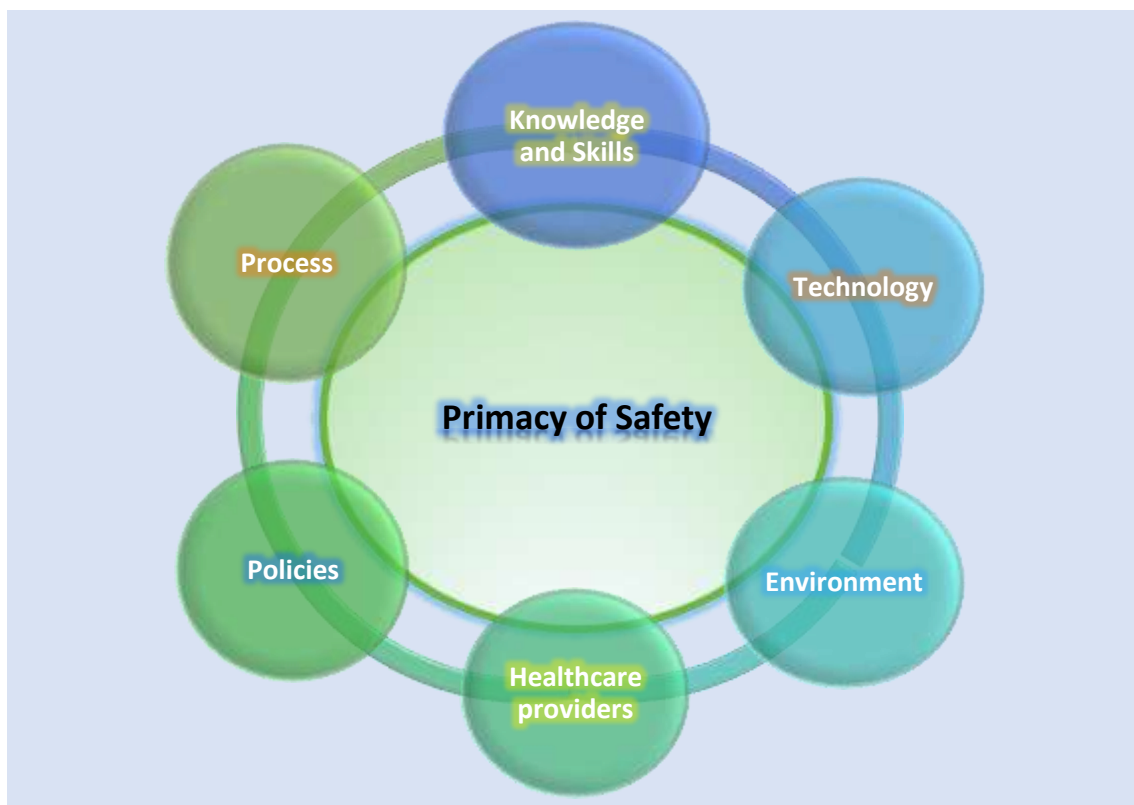 Knowledge
and Skills
Process
Technology
Primacy of Safety
Policies
Environment
Healthcare
providers